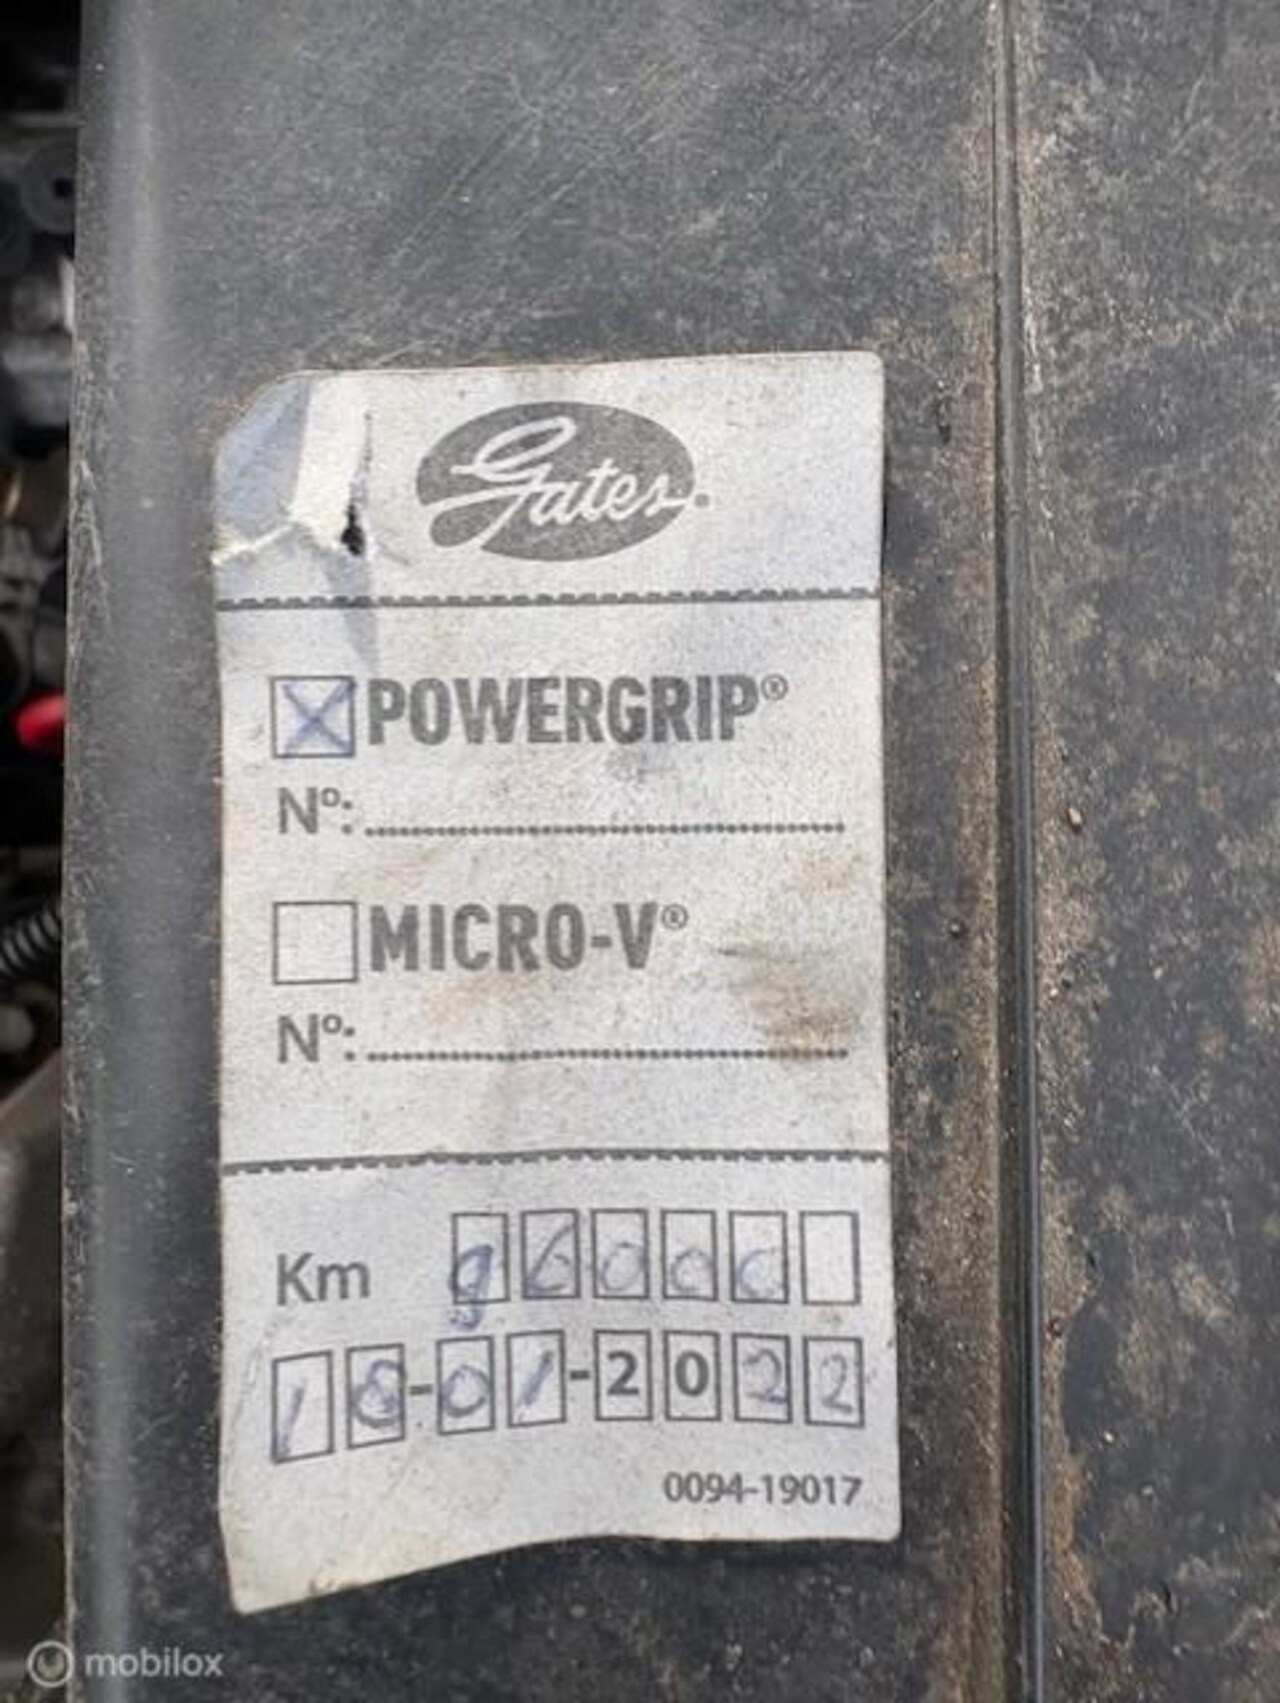 Gates.
POWERGRIP®
Nº:
MICRO-V®
Nº:
Km 96000
18-01-2022
0094-19017
mobilox